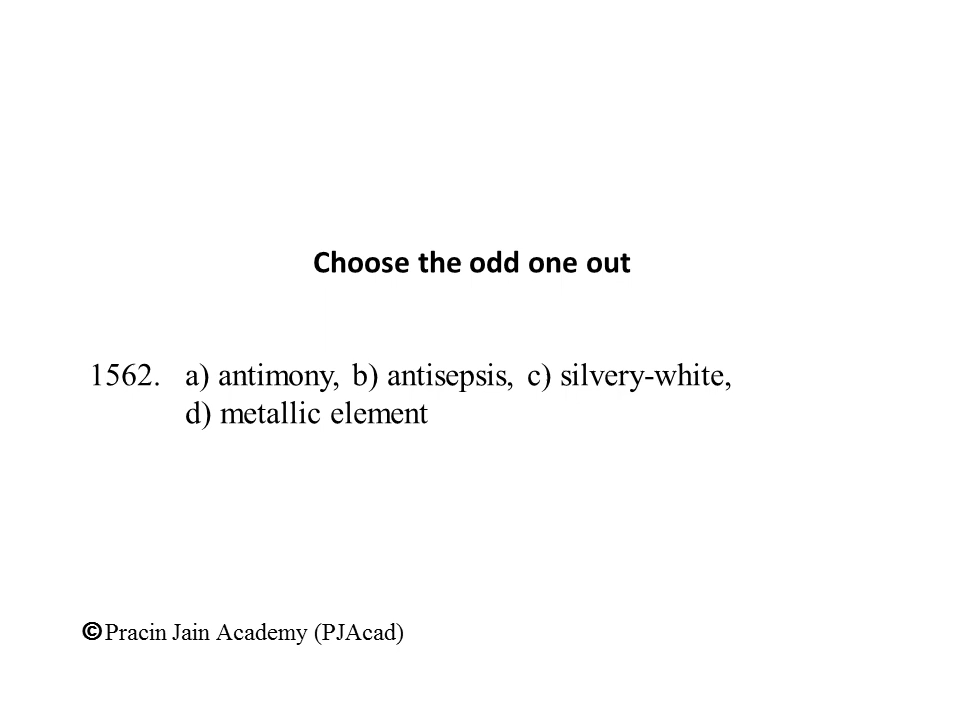 Choose the odd one out
1562. a) antimony, b) antisepsis, c) silvery-white,
d) metallic element
©Pracin Jain Academy (PJAcad)